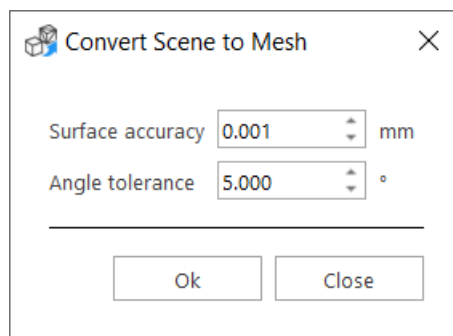 Convert Scene to Mesh
Surface accuracy 0.001 mm
Angle tolerance 5.000 °
Ok Close